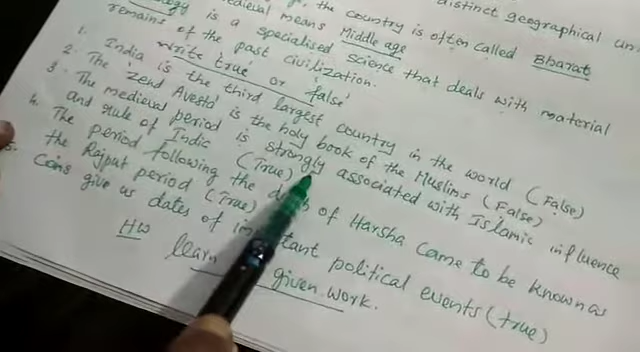 the country is often called Bharat
distinct geographical
medieval means Middle age
is a specialised science that deals with material
remains of the past civilization.
write 'true' or 'false'
1. India is the third largest country in the world (False)
2. The 'Zend Avesta' is the holy book of the Muslims (False)
3. The medieval period is strongly associated with Islamic influence
and rule of India (True)
4. The period following the of Harsha came to be known as
the Rajput period (True)
Coins give us dates of political events (true)
HW
learn given work.